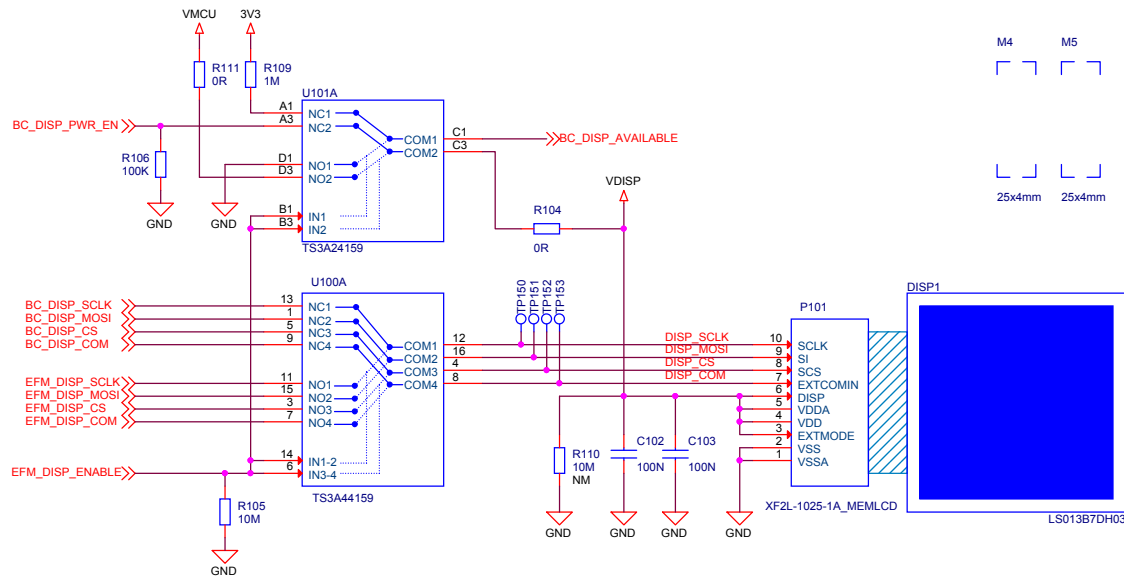 VMCU
3V3
M4
M5
R111
0R
R109
1M
U101A
A1
NC1
A3
NC2
BC_DISP_PWR_EN
COM1
C1
BC_DISP_AVAILABLE
COM2
C3
R106
100K
D1
NO1
D3
NO2
VDISP
25x4mm
25x4mm
GND
GND
B1
IN1
B3
IN2
R104
0R
TS3A24159
U100A
TP150
TP151
TP152
TP153
DISP1
BC_DISP_SCLK
13
NC1
BC_DISP_MOSI
1
NC2
BC_DISP_CS
5
NC3
BC_DISP_COM
9
NC4
P101
COM1
12
DISP_SCLK
10
SCLK
COM2
16
DISP_MOSI
9
SI
COM3
4
DISP_CS
8
SCS
COM4
8
DISP_COM
7
EXTCOMIN
EFM_DISP_SCLK
11
NO1
EFM_DISP_MOSI
15
NO2
EFM_DISP_CS
3
NO3
EFM_DISP_COM
7
NO4
6
DISP
5
VDDA
4
VDD
3
EXTMODE
2
VSS
1
VSSA
14
IN1-2
EFM_DISP_ENABLE
6
IN3-4
R110
10M
NM
C102
100N
C103
100N
TS3A44159
R105
10M
XF2L-1025-1A_MEMLCD
LS013B7DH03
GND
GND
GND
GND
GND